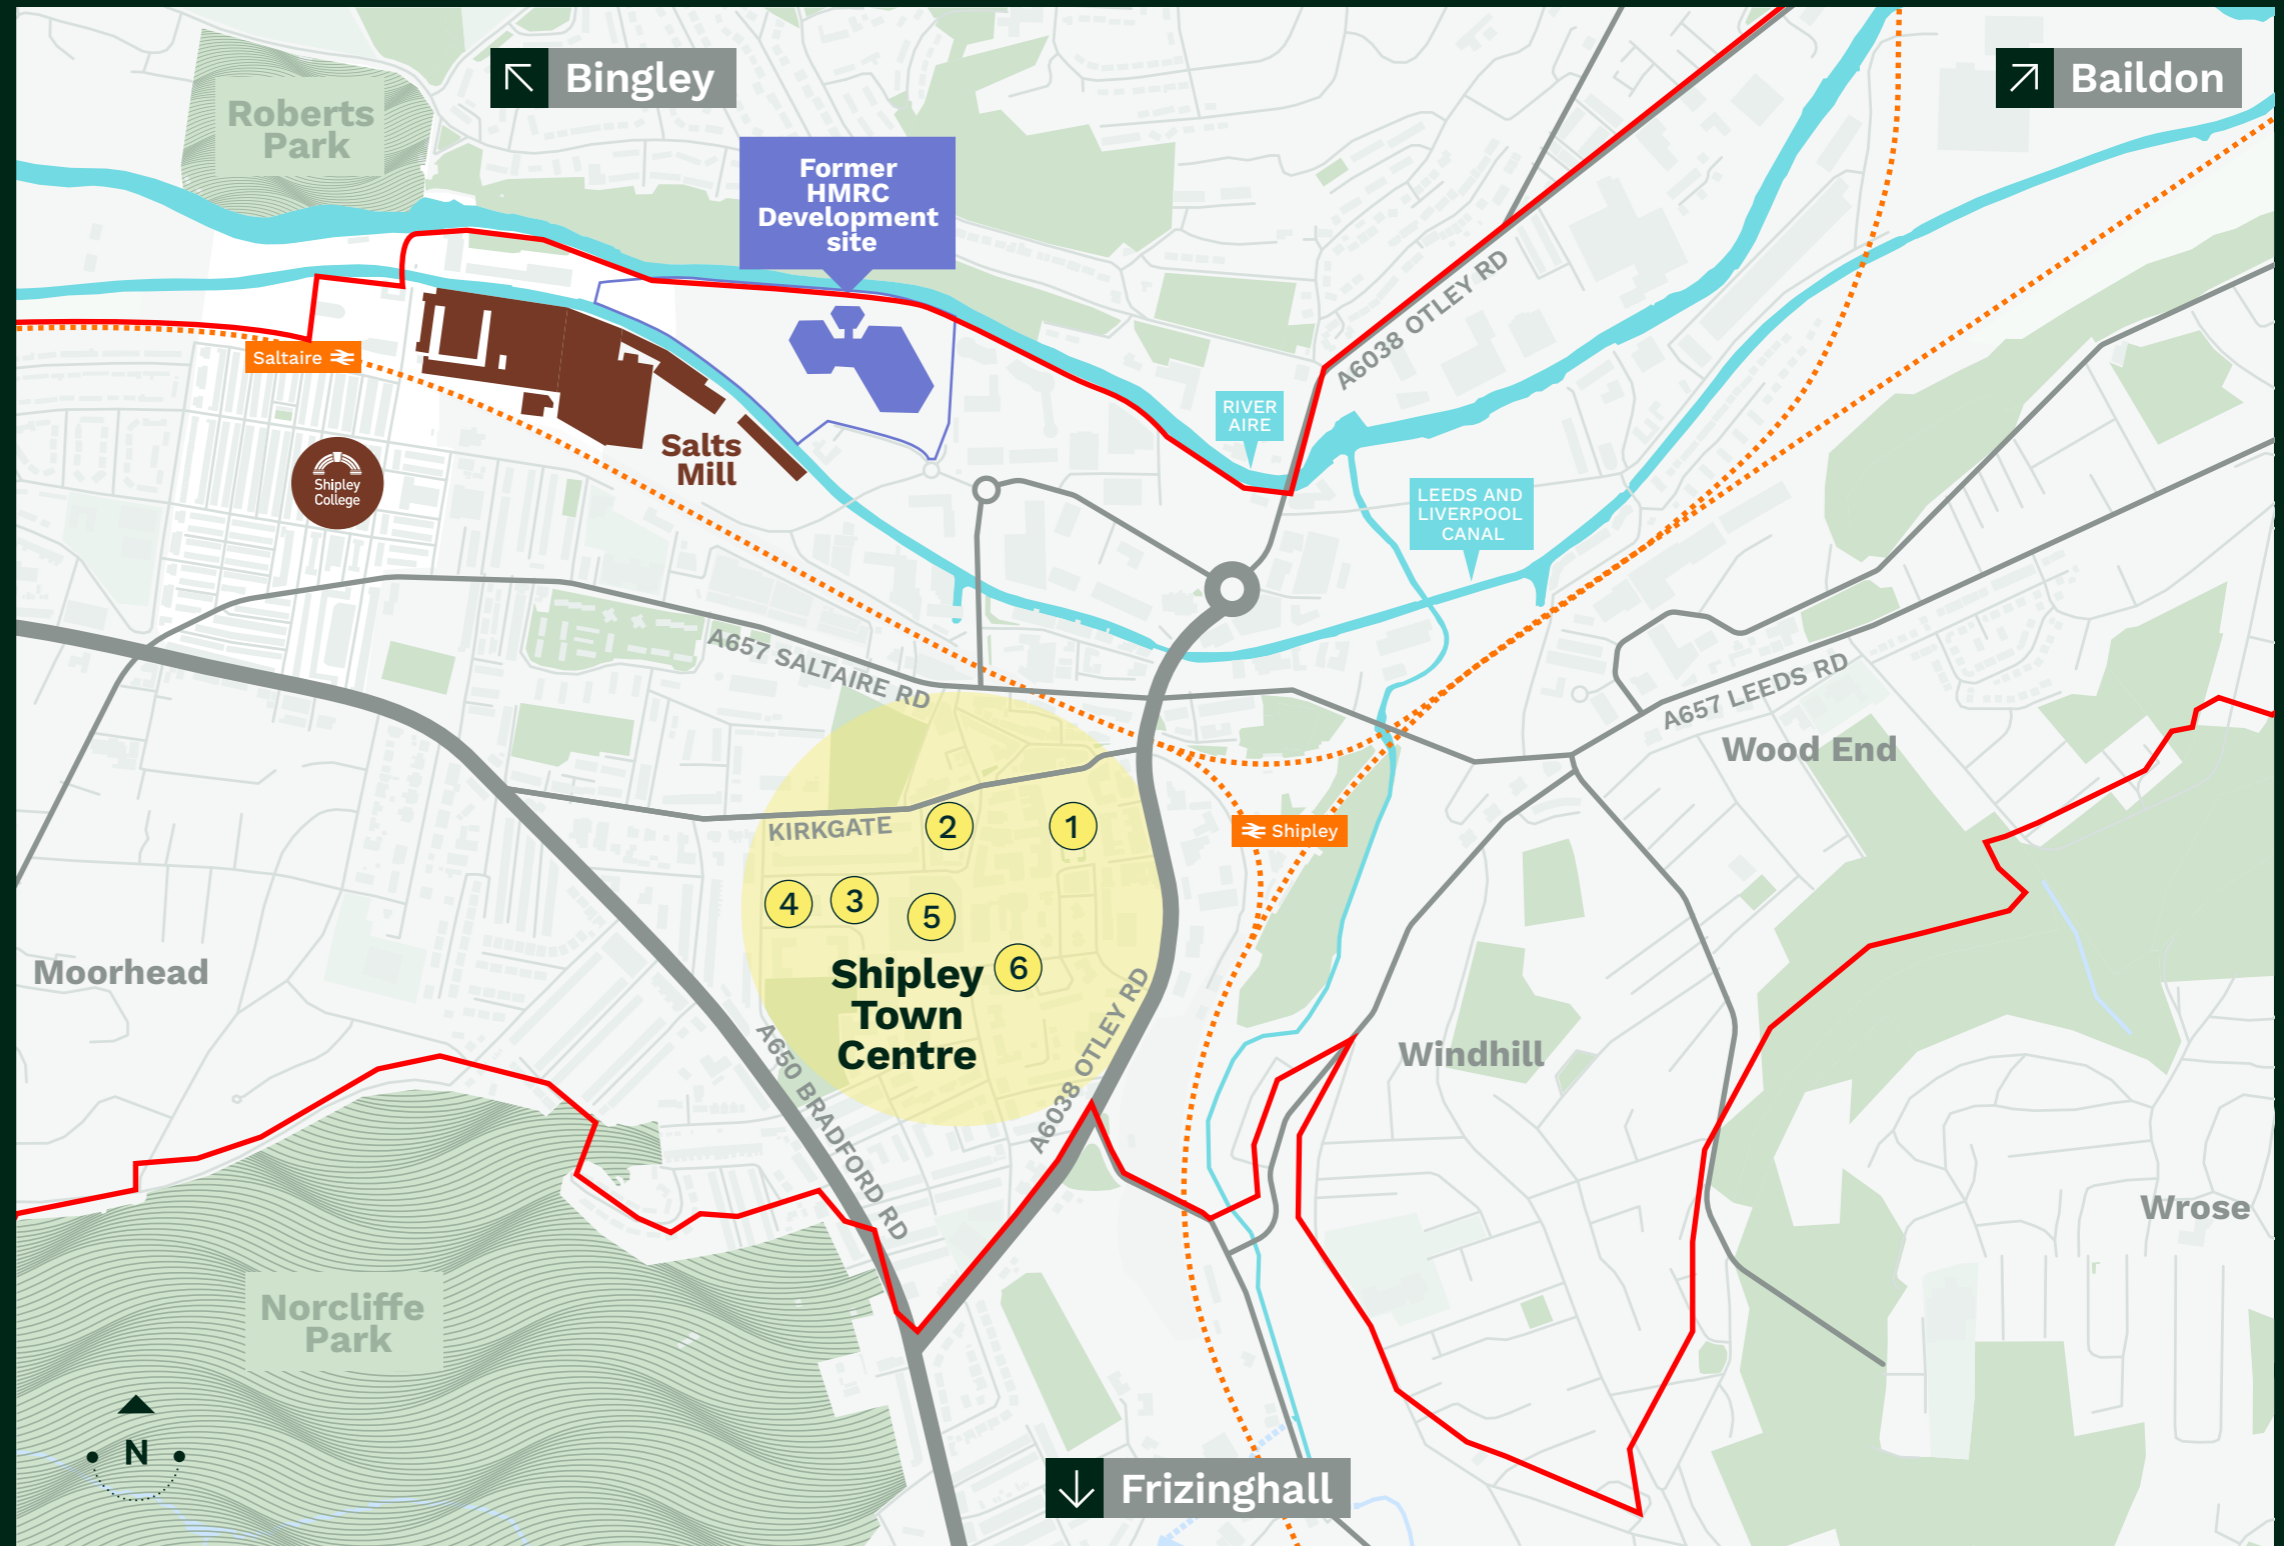 Bingley
Baildon
Roberts
Park
Former
HMRC
Development
site
A6038 OTLEY RD
Saltaire
RIVER
AIRE
Salts
Mill
Shipley
College
LEEDS AND
LIVERPOOL
CANAL
A657 SALTAIRE RD
A657 LEEDS RD
Wood End
KIRKGATE
2
1
Shipley
4
3
5
6
Shipley
Town
Centre
Moorhead
A650 BRADFORD RD
A6038 OTLEY RD
Windhill
Wrose
Norcliffe
Park
N
Frizinghall